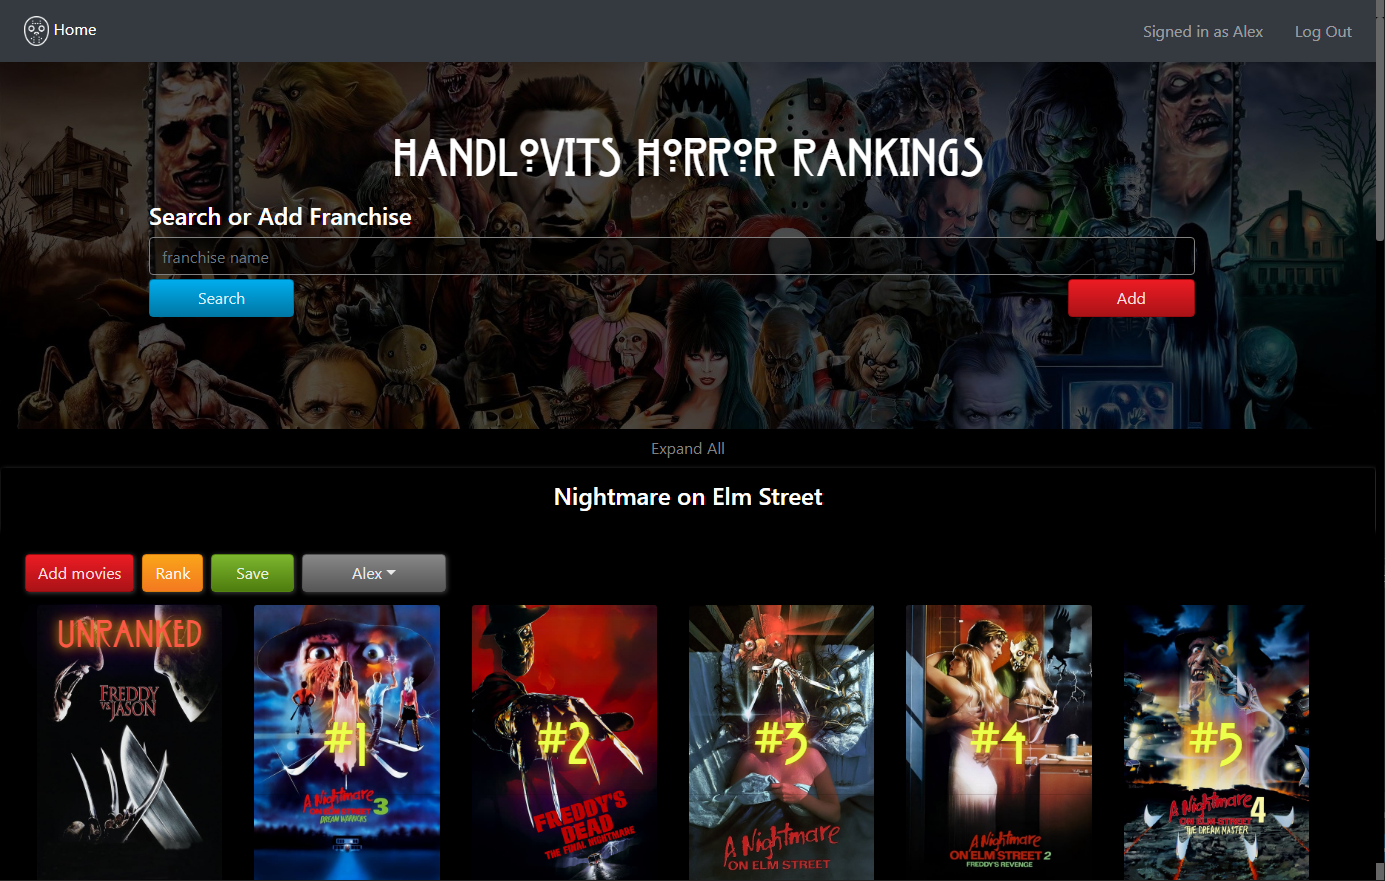 Home
Signed in as Alex
Log Out
HANDLOVITS HORROR RANKINGS
Search or Add Franchise
franchise name
Search
Add
Expand All
Nightmare on Elm Street
Add movies
Rank
Save
Alex
UNRANKED
FREDDY
VS
JASON
#1
A Nightmare
ON ELM STREET 3
DREAM WARRIORS
#2
FREDDY'S
DEAD
THE FINAL NIGHTMARE
#3
A Nightmare
ON ELM STREET
#4
A Nightmare
ON ELM STREET 2
FREDDY'S REVENGE
#5
A Nightmare
ON ELM STREET 4
THE DREAM MASTER